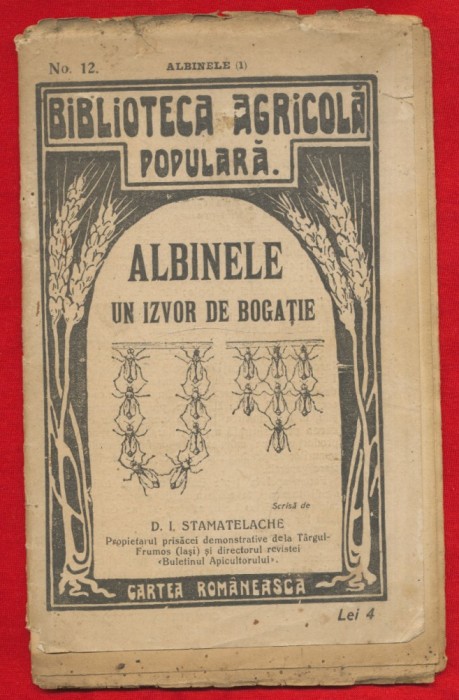 No. 12.
ALBINELE (1)
BIBLIOTECA AGRICOLĂ
POPULARĂ.
ALBINELE
UN IZVOR DE BOGAȚIE
Scrisă de
D. I. STAMATELACHE
Propietarul prisăcei demonstrative dela Târgul-
Frumos (Iași) și directorul revistei
«Buletinul Apicultorului».
CARTEA ROMÂNEASCĂ
Lei 4